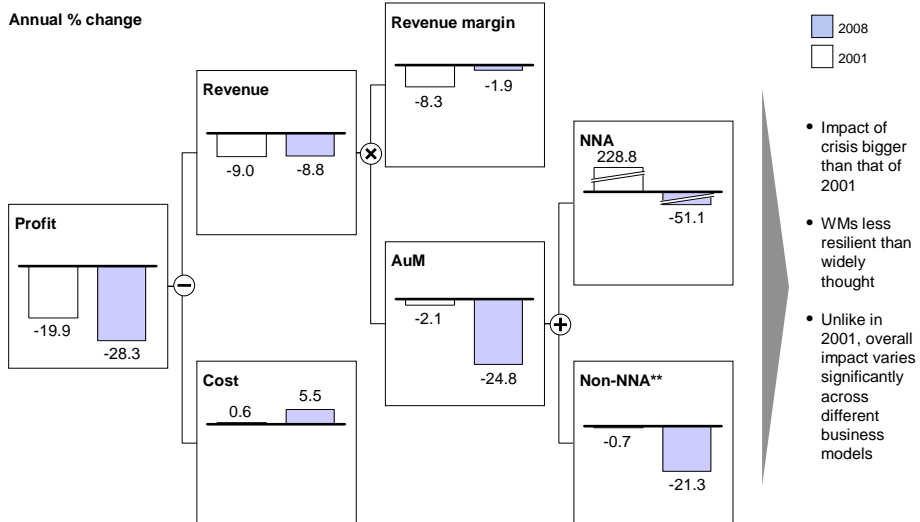 Annual % change
2008
2001
Profit
-19.9
-28.3
Revenue
-9.0
-8.8
Cost
0.6
5.5
Revenue margin
-8.3
-1.9
AuM
-2.1
-24.8
NNA
228.8
-51.1
Non-NNA**
-0.7
-21.3
• Impact of
crisis bigger
than that of
2001
• WMs less
resilient than
widely
thought
• Unlike in
2001, overall
impact varies
significantly
across
different
business
models